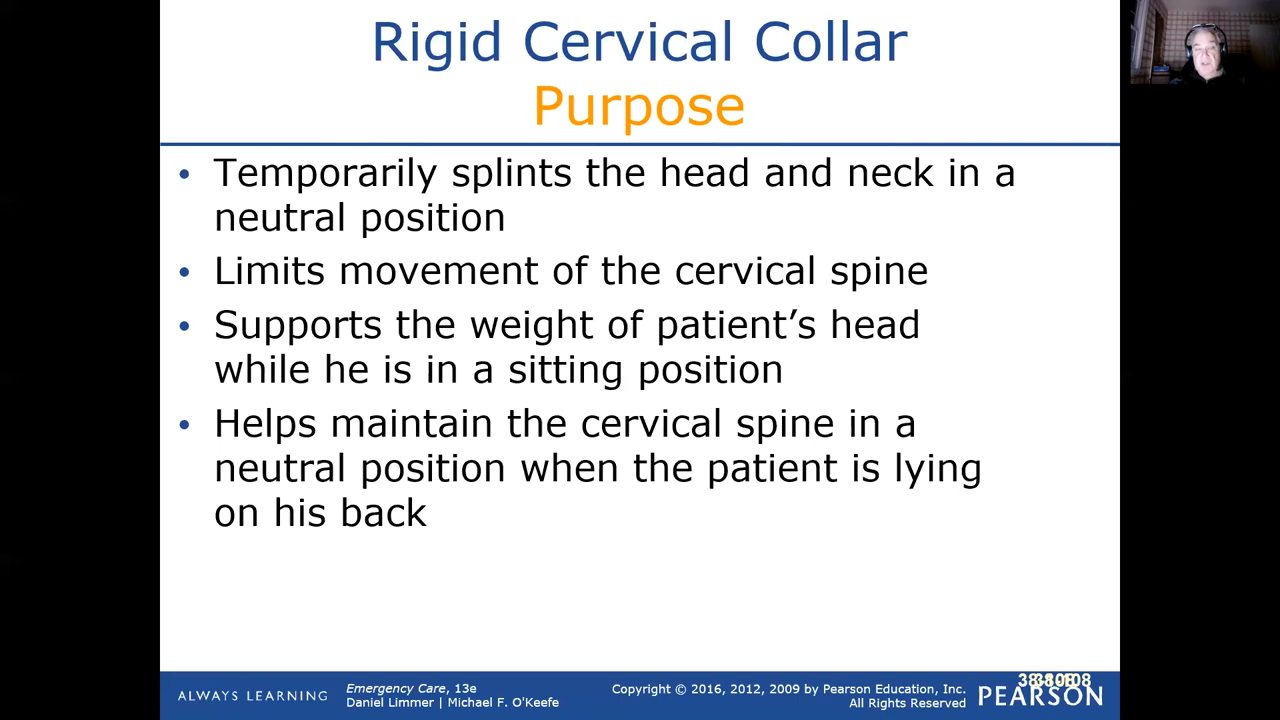 Rigid Cervical Collar
Purpose
• Temporarily splints the head and neck in a
neutral position
• Limits movement of the cervical spine
• Supports the weight of patient’s head
while he is in a sitting position
• Helps maintain the cervical spine in a
neutral position when the patient is lying
on his back
ALWAYS LEARNING
Emergency Care, 13e
Daniel Limmer | Michael F. O'Keefe
Copyright © 2016, 2012, 2009 by Pearson Education, Inc.
All Rights Reserved
PEARSON